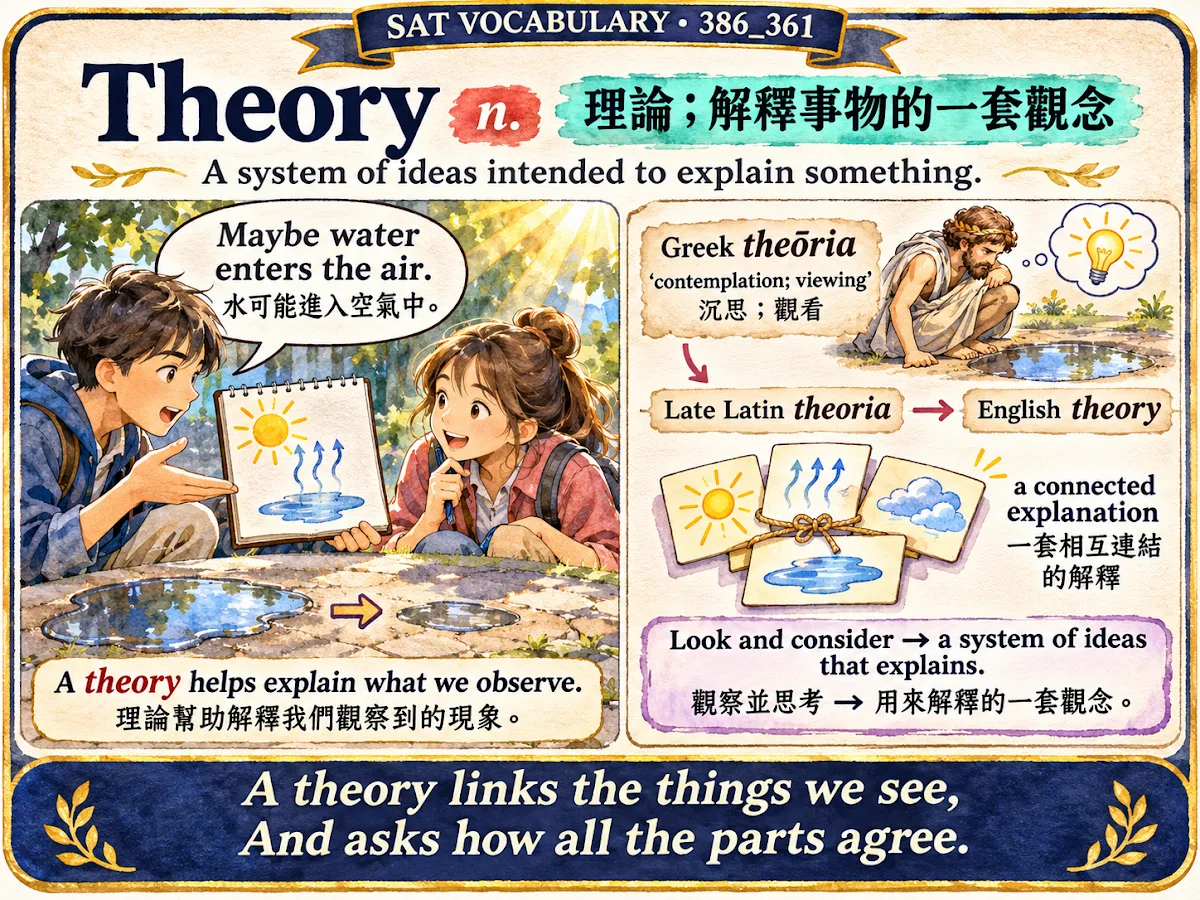 SAT VOCABULARY • 386_361
Theory n. 理論；解釋事物的一套觀念
A system of ideas intended to explain something.
Maybe water
enters the air.
水可能進入空氣中。
A theory helps explain what we observe.
理論幫助解釋我們觀察到的現象。
Greek theōria
‘contemplation; viewing’
沉思；觀看
Late Latin theoria → English theory
a connected
explanation
一套相互連結
的解釋
Look and consider → a system of ideas
that explains.
觀察並思考 → 用來解釋的一套觀念。
A theory links the things we see,
And asks how all the parts agree.